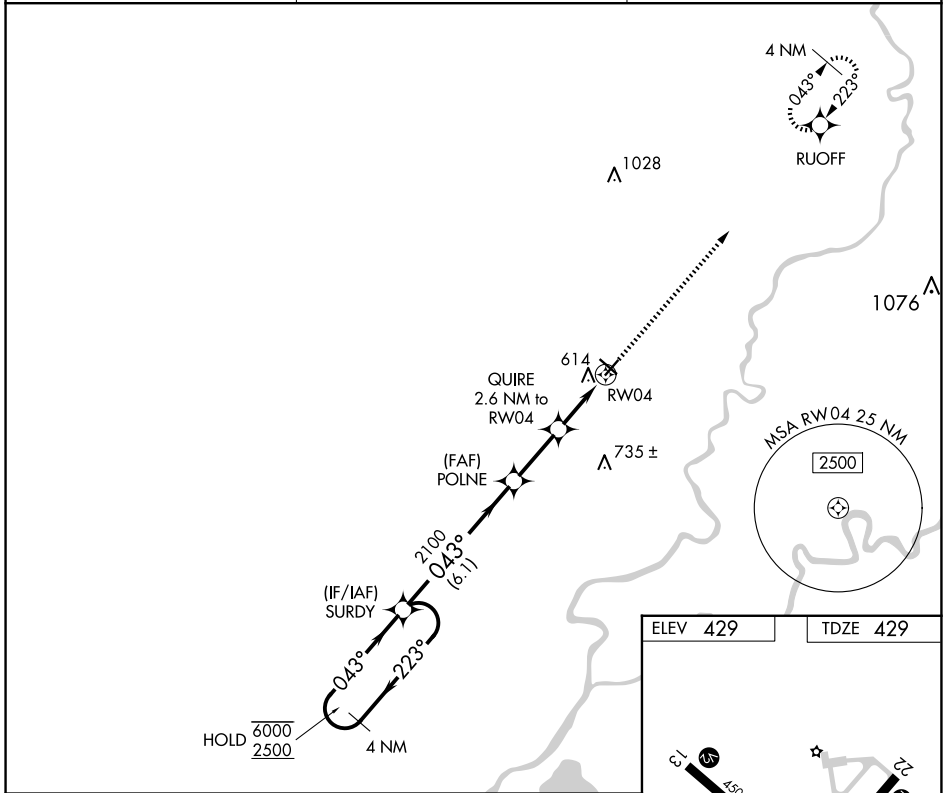 4 NM
043°
223°
RUOFF
1028
1076
614
QUIRE
2.6 NM to
RW04
RW04
(FAF)
POLNE
735 ±
MSA RW04 25 NM
2500
2100
043°
(6.1)
(IF/IAF)
SURDY
043°
223°
HOLD 6000
2500
4 NM
ELEV 429
TDZE 429
13
V5
450
22